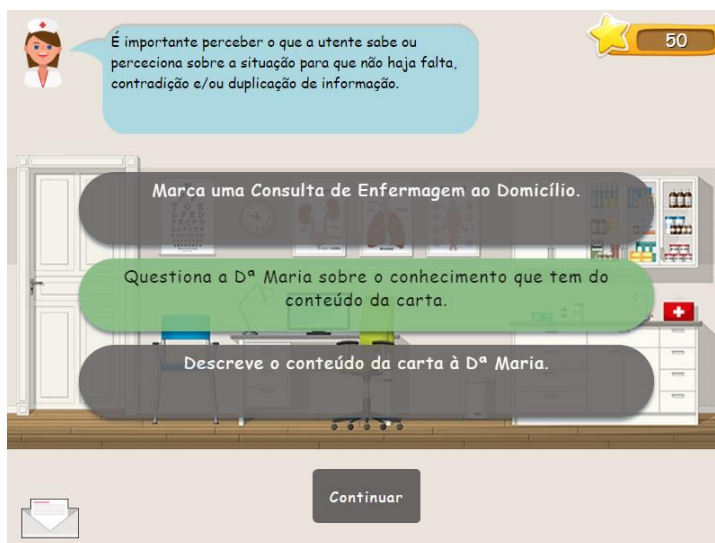 É importante perceber o que a utente sabe ou
perceciona sobre a situação para que não haja falta,
contradição e/ou duplicação de informação.
50
Marca uma Consulta de Enfermagem ao Domicílio.
Questiona a Dª Maria sobre o conhecimento que tem do
conteúdo da carta.
Descreve o conteúdo da carta à Dª Maria.
Continuar